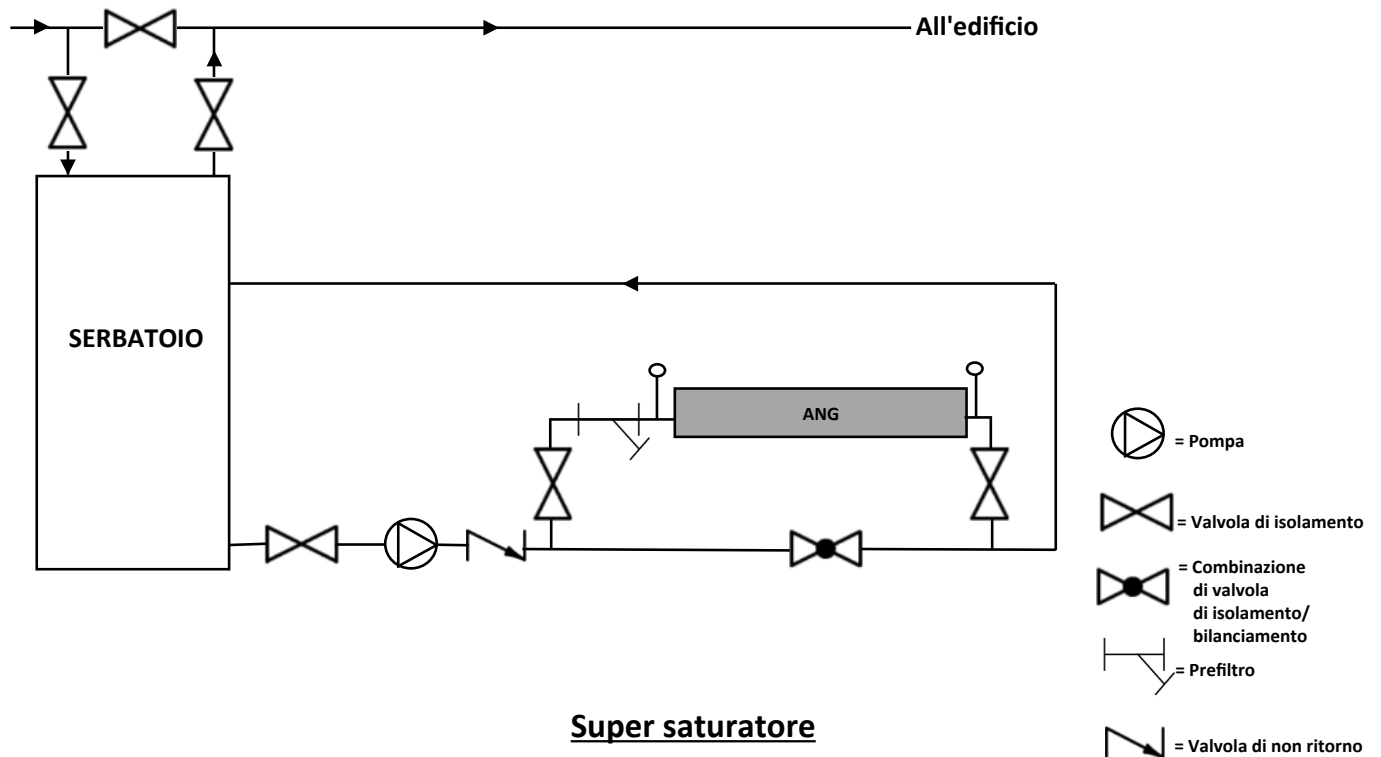 All'edificio
SERBATOIO
ANG
= Pompa
= Valvola di isolamento
= Combinazione
di valvola
di isolamento/
bilanciamento
= Prefiltro
= Valvola di non ritorno
Super saturatore